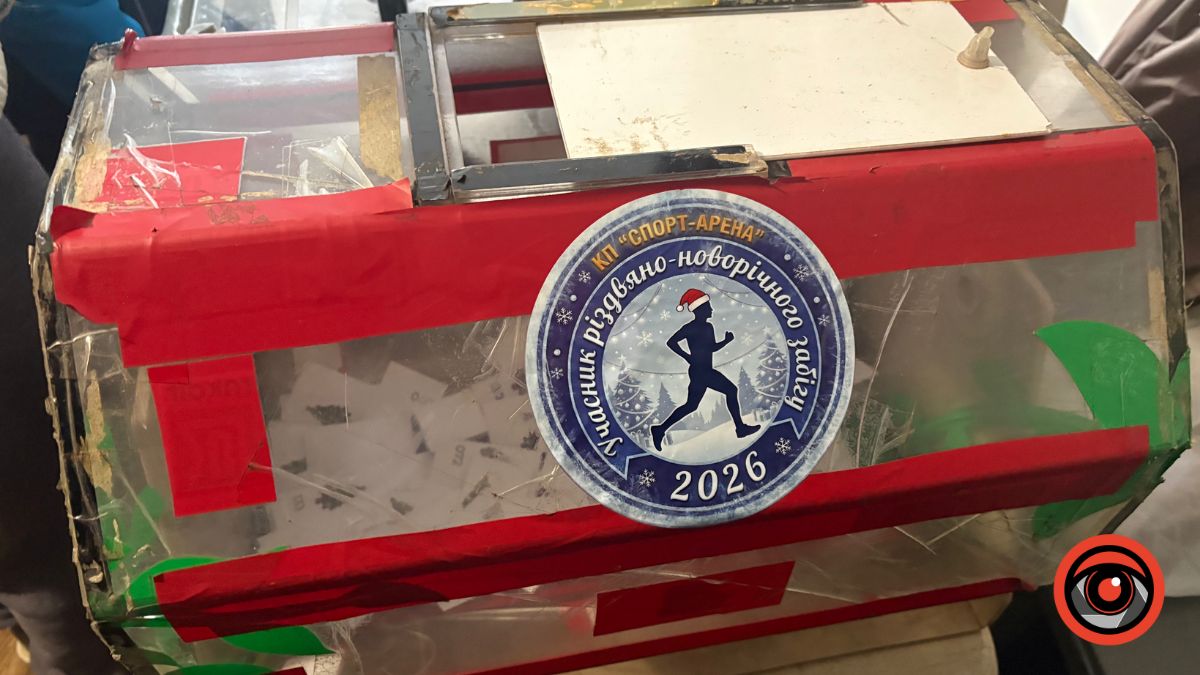 КП “СПОРТ-АРЕНА”
Учасник різдвяно-новорічного забігу
2026